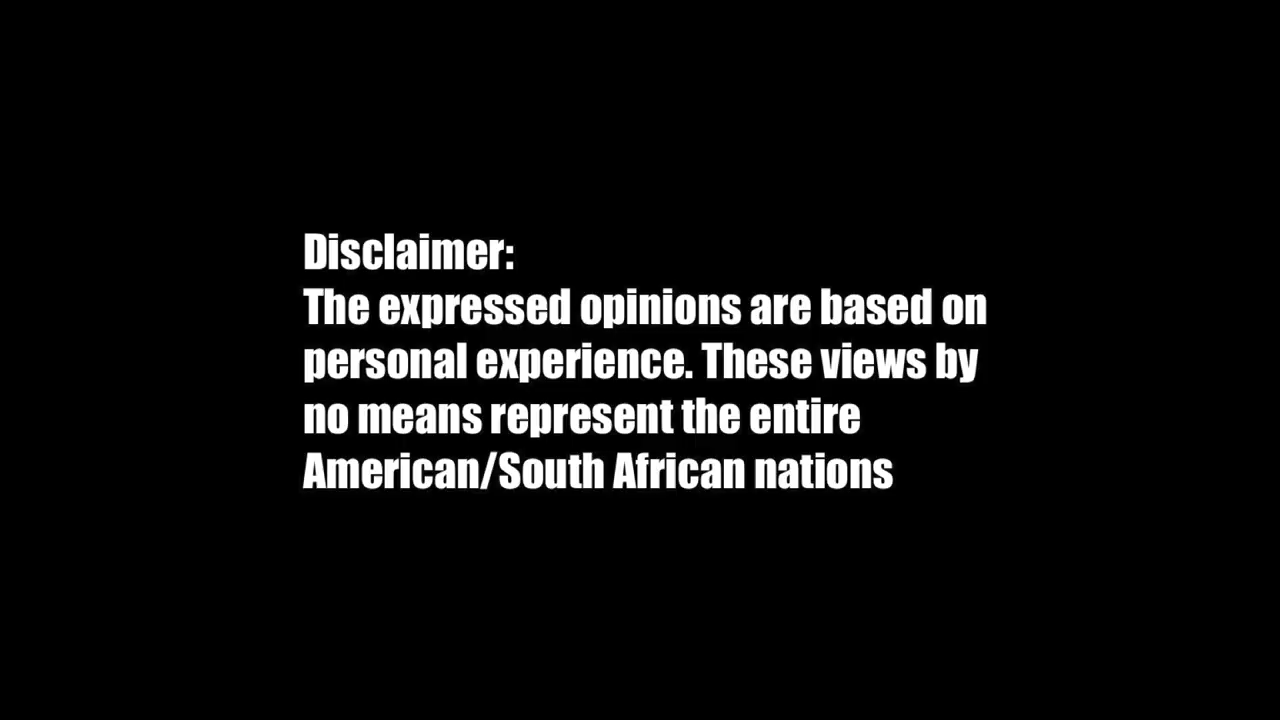 Disclaimer:
The expressed opinions are based on
personal experience. These views by
no means represent the entire
American/South African nations